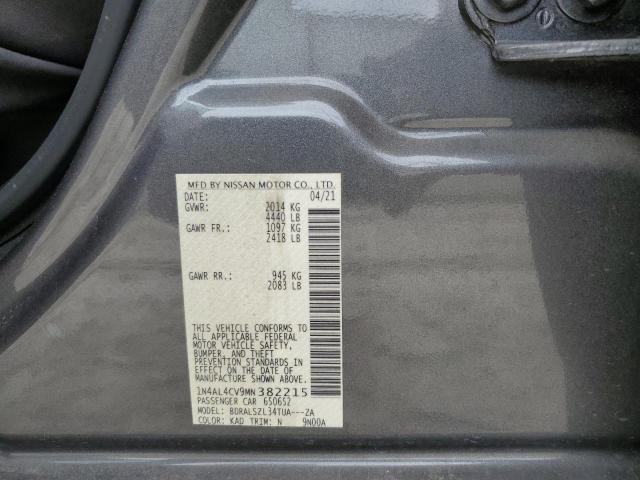 MFD BY NISSAN MOTOR CO., LTD.
DATE: 04/21
GVWR: 2014 KG
4440 LB
GAWR FR.: 1097 KG
2418 LB
GAWR RR.: 945 KG
2083 LB
THIS VEHICLE CONFORMS TO
ALL APPLICABLE FEDERAL
MOTOR VEHICLE SAFETY,
BUMPER, AND THEFT
PREVENTION STANDARDS IN
EFFECT ON THE DATE OF
MANUFACTURE SHOWN ABOVE.
1N4AL4CV9MN382215
PASSENGER CAR 6506S2
MODEL: BDRALSZL34TUA---ZA
COLOR: KAD TRIM: N 9N00A